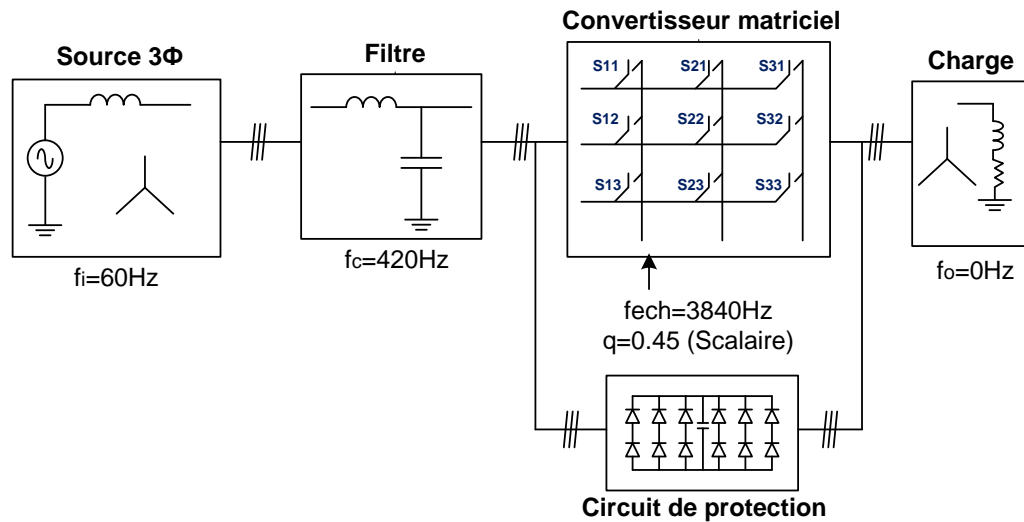 Convertisseur matriciel
Source 3Φ
Filtre
Charge
S11
S21
S31
S12
S22
S32
S13
S23
S33
fi=60Hz
fc=420Hz
fo=0Hz
fech=3840Hz
q=0.45 (Scalaire)
Circuit de protection